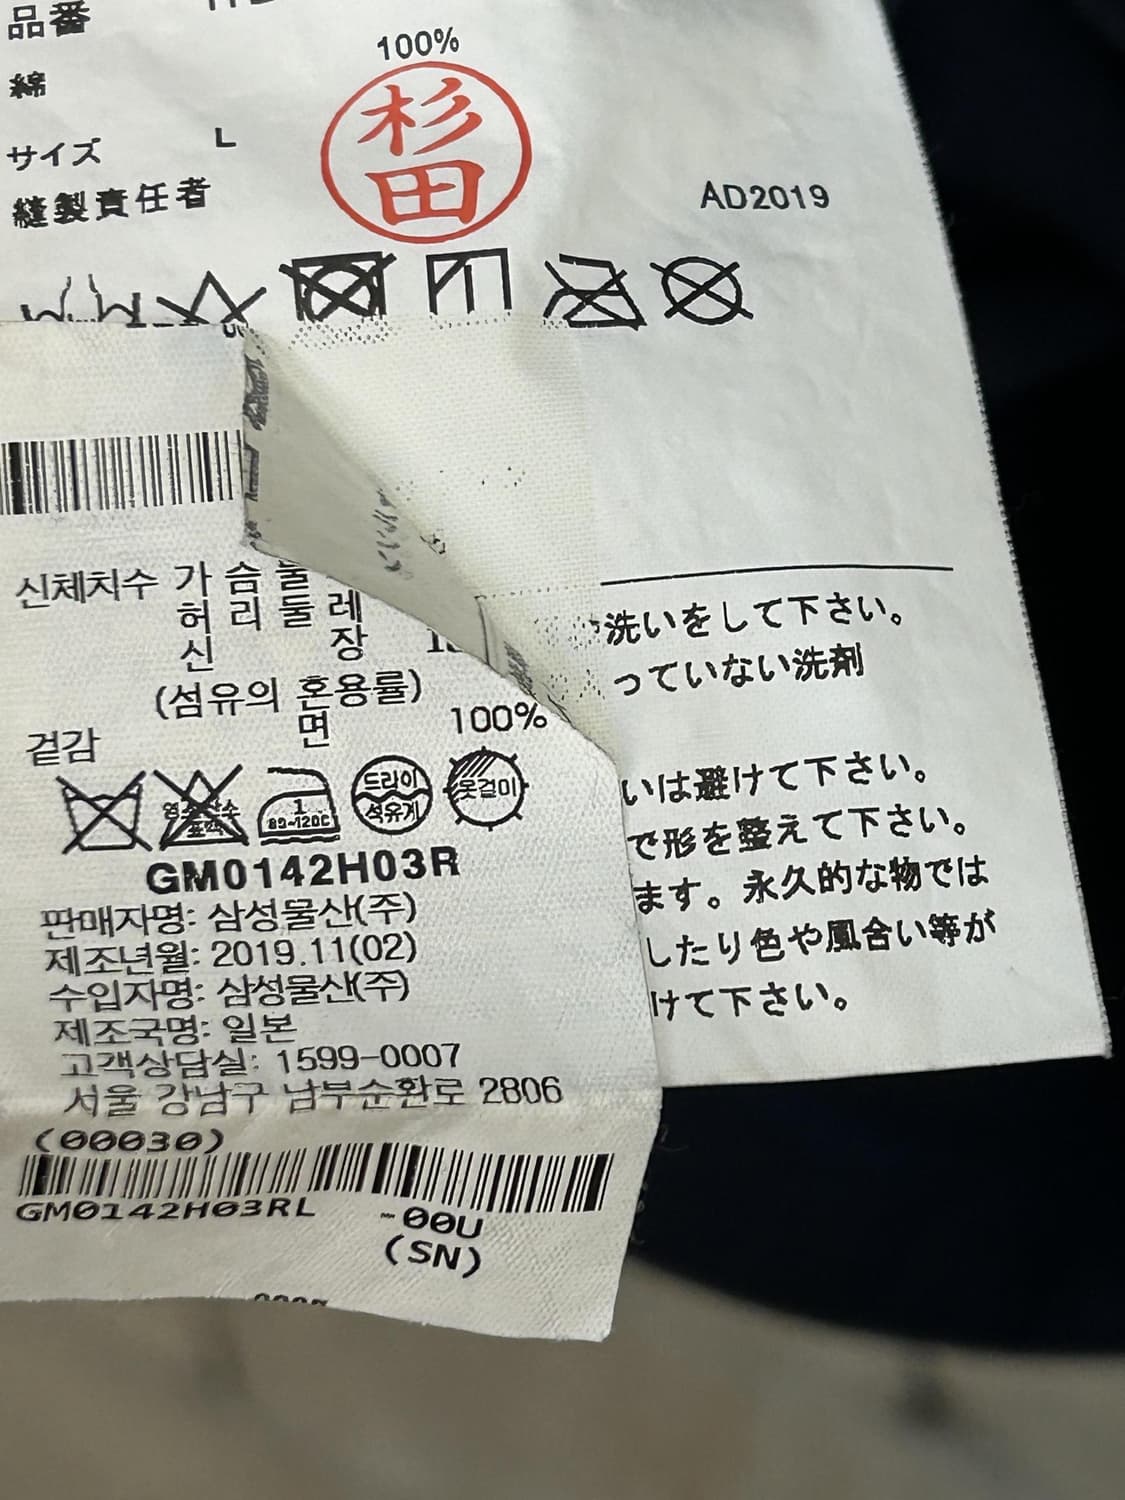 品番
綿 100%
サイズ L
縫製責任者
杉田
AD2019
洗いをして下さい。
っていない洗剤
いは避けて下さい。
で形を整えて下さい。
ます。永久的な物では
したり色や風合い等が
けて下さい。
신체치수 가슴둘
허리둘레
신장
(섬유의 혼용률)
겉감 면 100%
드라이
석유계
옷걸이
1
80~120C
GM0142H03R
판매자명: 삼성물산(주)
제조년월: 2019.11(02)
수입자명: 삼성물산(주)
제조국명: 일본
고객상담실: 1599-0007
서울 강남구 남부순환로 2806
(00030)
GM0142H03RL -00U
(SN)